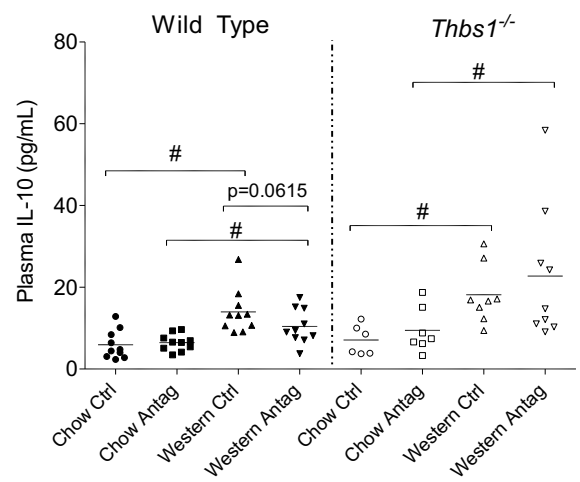 Wild Type
Thbs1-/-
80
60
40
20
0
Plasma IL-10 (pg/mL)
#
#
p=0.0615
#
#
Chow Ctrl
Chow Antag
Western Ctrl
Western Antag
Chow Ctrl
Chow Antag
Western Ctrl
Western Antag